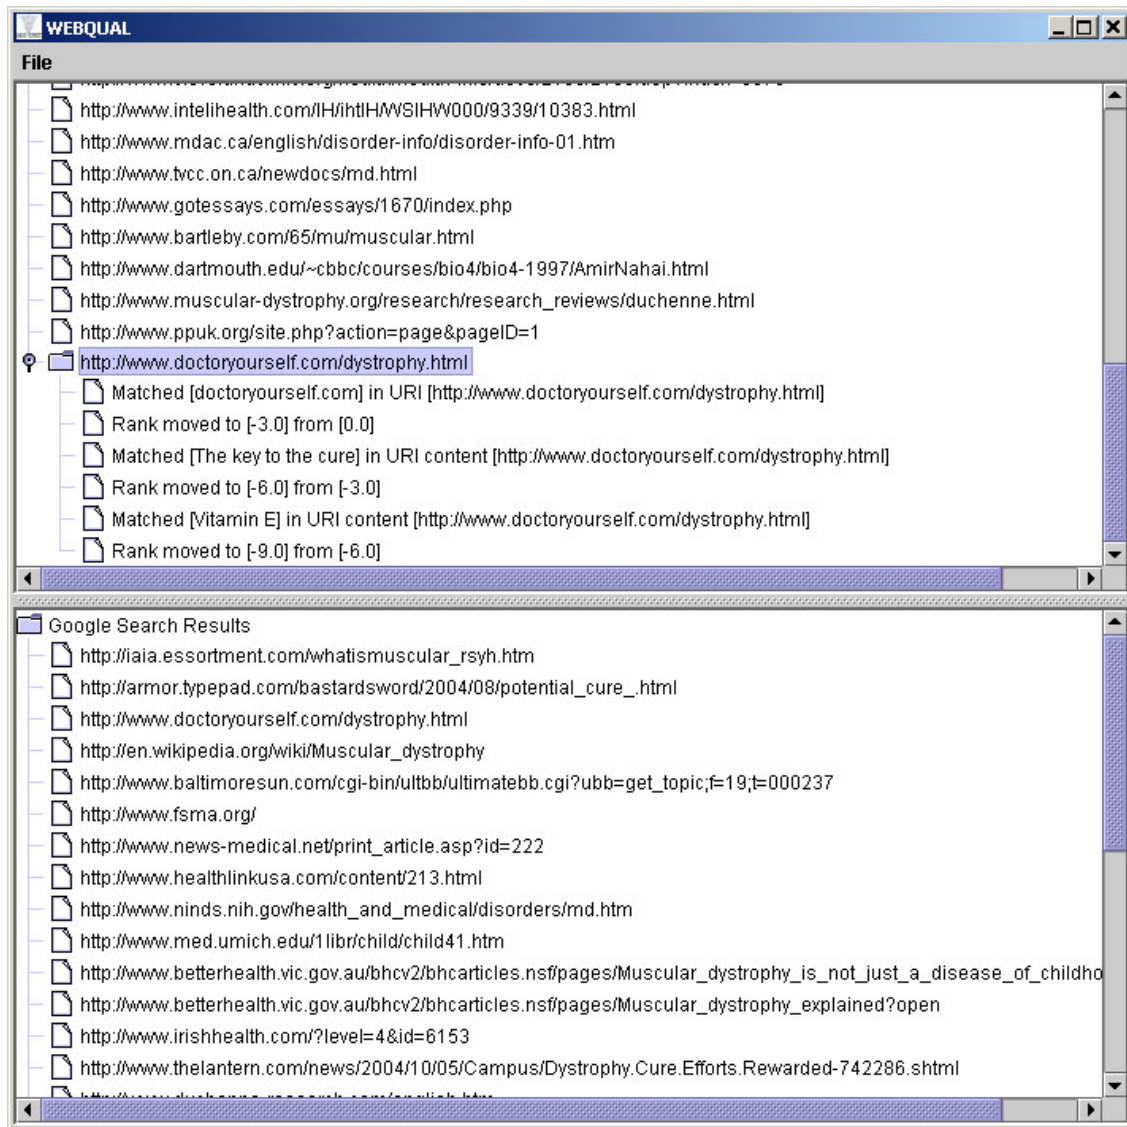 WEBQUAL
File
http://www.intelihealth.com/IH/ihtIH/WSIHW000/9339/10383.html
http://www.mdac.ca/english/disorder-info/disorder-info-01.htm
http://www.tvcc.on.ca/newdocs/md.html
http://www.gotessays.com/essays/1670/index.php
http://www.bartleby.com/65/mu/muscular.html
http://www.dartmouth.edu/~cbbc/courses/bio4/bio4-1997/AmirNahai.html
http://www.muscular-dystrophy.org/research/research_reviews/duchenne.html
http://www.ppuk.org/site.php?action=page&pageID=1
http://www.doctoryourself.com/dystrophy.html
Matched [doctoryourself.com] in URI [http://www.doctoryourself.com/dystrophy.html]
Rank moved to [-3.0] from [0.0]
Matched [The key to the cure] in URI content [http://www.doctoryourself.com/dystrophy.html]
Rank moved to [-6.0] from [-3.0]
Matched [Vitamin E] in URI content [http://www.doctoryourself.com/dystrophy.html]
Rank moved to [-9.0] from [-6.0]
Google Search Results
http://iaia.essortment.com/whatismuscular_rsyh.htm
http://armor.typepad.com/bastardsword/2004/08/potential_cure_.html
http://www.doctoryourself.com/dystrophy.html
http://en.wikipedia.org/wiki/Muscular_dystrophy
http://www.baltimoresun.com/cgi-bin/ultbb/ultimatebb.cgi?ubb=get_topic;f=19;t=000237
http://www.fsma.org/
http://www.news-medical.net/print_article.asp?id=222
http://www.healthlinkusa.com/content/213.html
http://www.ninds.nih.gov/health_and_medical/disorders/md.htm
http://www.med.umich.edu/1libr/child/child41.htm
http://www.betterhealth.vic.gov.au/bhcv2/bhcarticles.nsf/pages/Muscular_dystrophy_is_not_just_a_disease_of_childho
http://www.betterhealth.vic.gov.au/bhcv2/bhcarticles.nsf/pages/Muscular_dystrophy_explained?open
http://www.irishhealth.com/?level=4&id=6153
http://www.thelantern.com/news/2004/10/05/Campus/Dystrophy.Cure.Efforts.Rewarded-742286.shtml